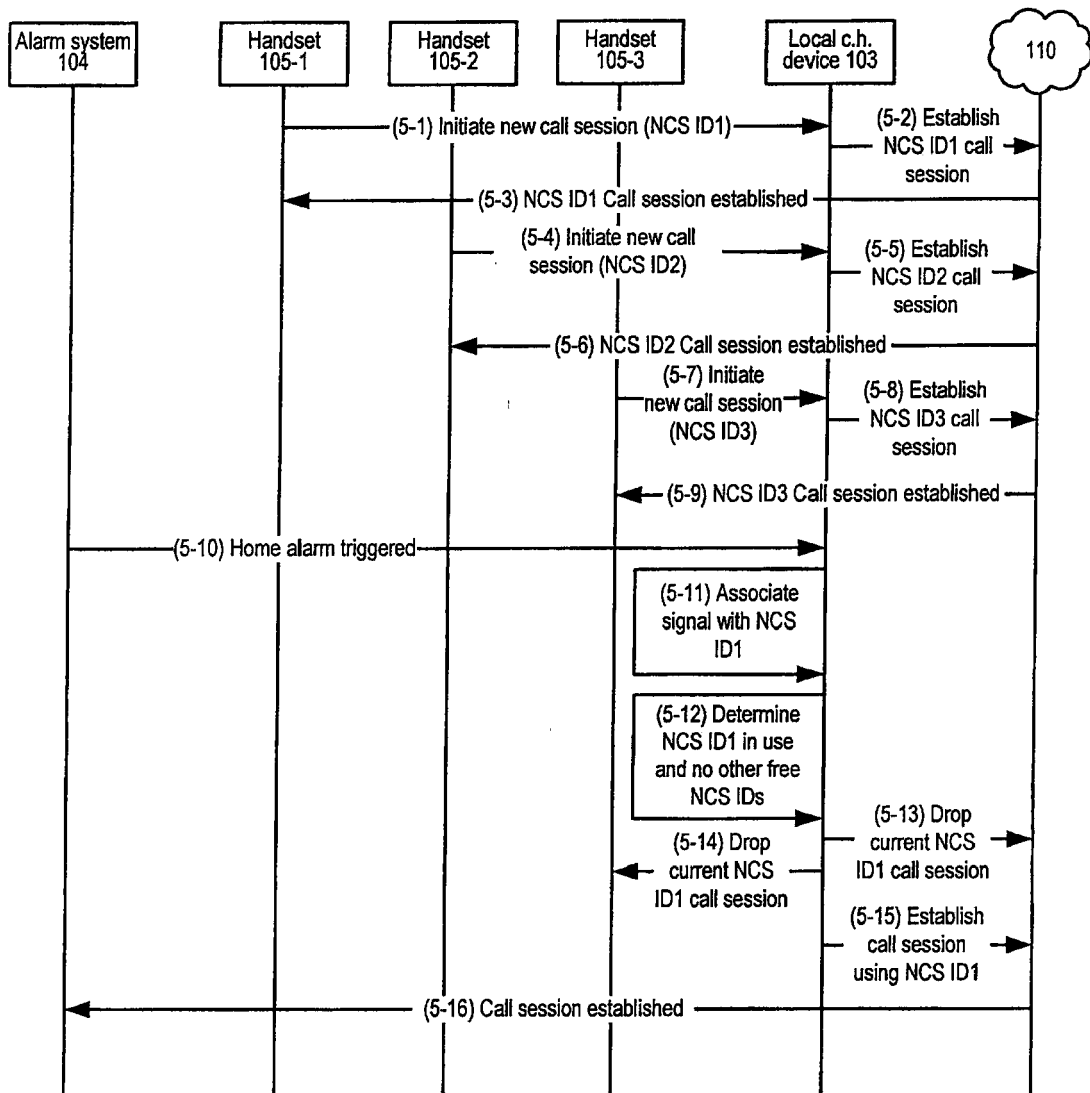 Alarm system
104
Handset
105-1
Handset
105-2
Handset
105-3
Local c.h.
device 103
110
(5-1) Initiate new call session (NCS ID1)
(5-2) Establish
NCS ID1 call
session
(5-3) NCS ID1 Call session established
(5-4) Initiate new call
session (NCS ID2)
(5-5) Establish
NCS ID2 call
session
(5-6) NCS ID2 Call session established
(5-7) Initiate
new call session
(NCS ID3)
(5-8) Establish
NCS ID3 call
session
(5-9) NCS ID3 Call session established
(5-10) Home alarm triggered
(5-11) Associate
signal with NCS
ID1
(5-12) Determine
NCS ID1 in use
and no other free
NCS IDs
(5-13) Drop
current NCS
ID1 call session
(5-14) Drop
current NCS
ID1 call session
(5-15) Establish
call session
using NCS ID1
(5-16) Call session established